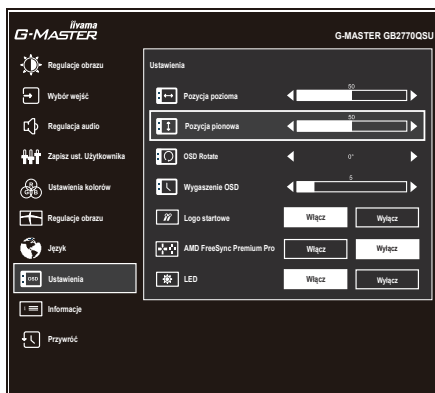 iiyama
G-MASTER
G-MASTER GB2770QSU
Regulacje obrazu
Wybór wejść
Regulacja audio
Zapisz ust. Użytkownika
R
G B
Ustawienia kolorów
Regulacje obrazu
Język
OSD
Ustawienia
i
Informacje
Przywróć
Ustawienia
Pozycja pozioma
50
Pozycja pionowa
50
OSD Rotate
0°
Wygaszenie OSD
5
Logo startowe
Włącz
Wyłącz
AMD FreeSync Premium Pro
Włącz
Wyłącz
LED
Włącz
Wyłącz